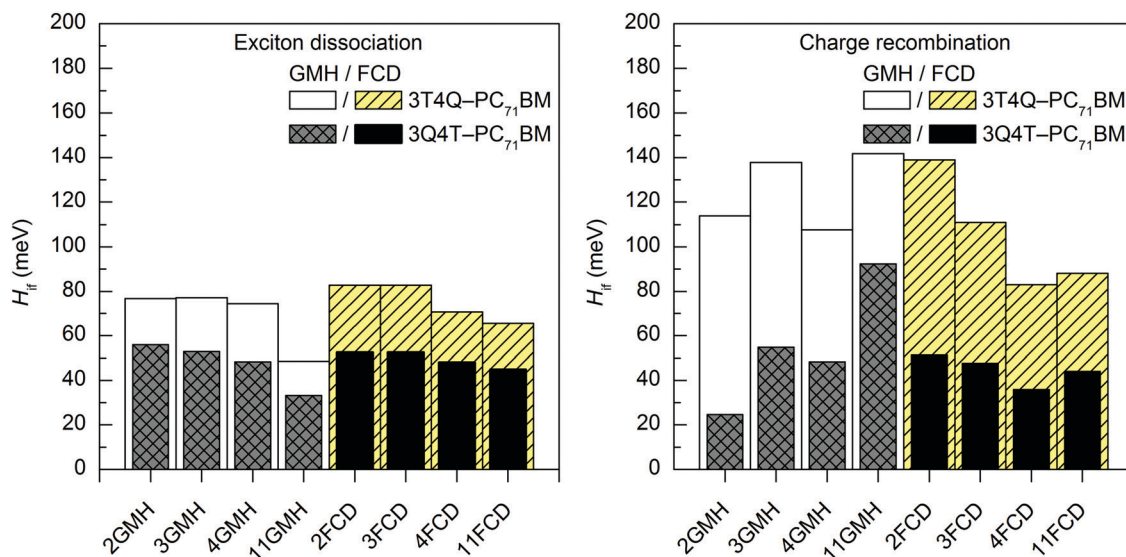 Exciton dissociation
GMH / FCD
/ 3T4Q–PC₇₁BM
/ 3Q4T–PC₇₁BM
200
180
160
140
120
100
80
60
40
20
0
H_if (meV)
2GMH
3GMH
4GMH
11GMH
2FCD
3FCD
4FCD
11FCD
Charge recombination
GMH / FCD
/ 3T4Q–PC₇₁BM
/ 3Q4T–PC₇₁BM
200
180
160
140
120
100
80
60
40
20
0
H_if (meV)
2GMH
3GMH
4GMH
11GMH
2FCD
3FCD
4FCD
11FCD